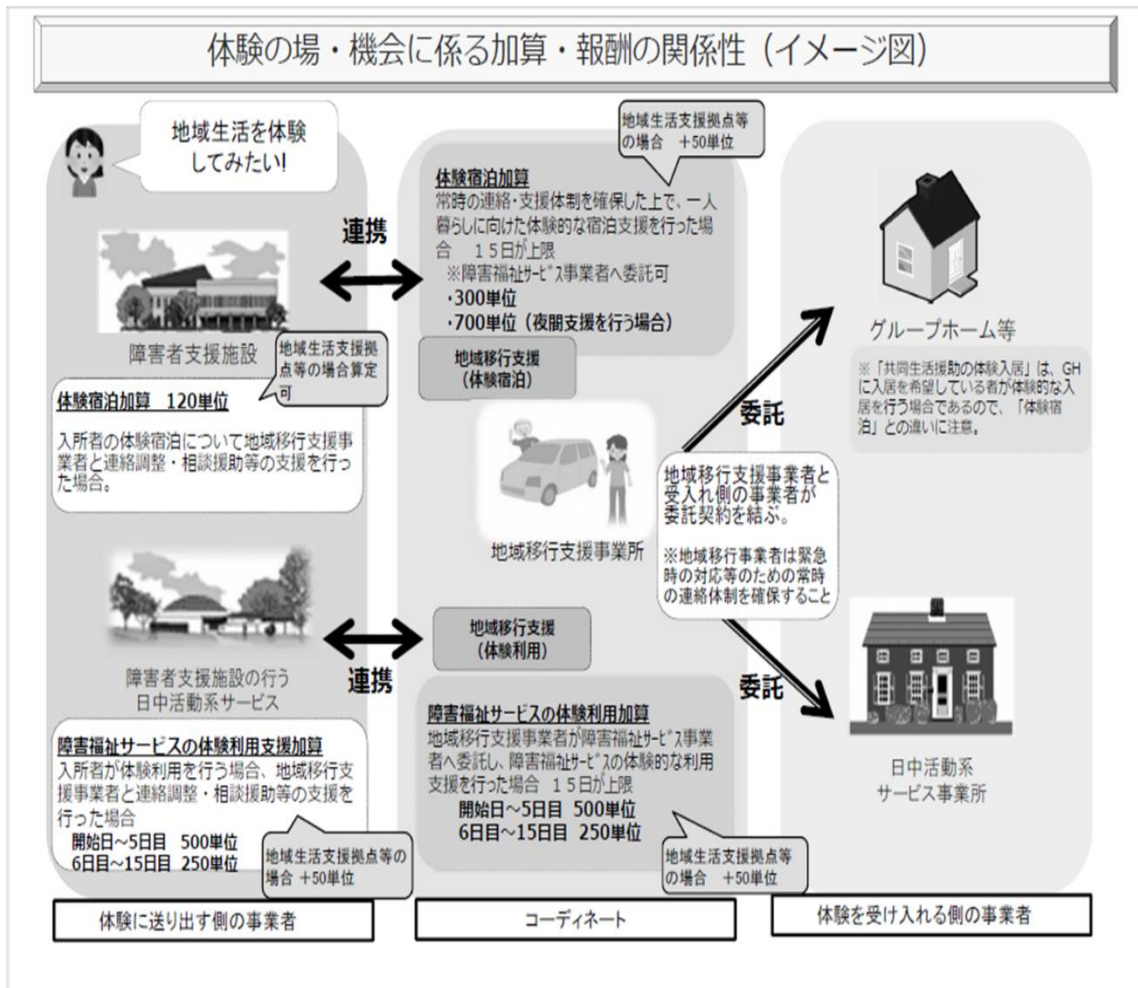 体験の場・機会に係る加算・報酬の関係性（イメージ図）
地域生活を体験
してみたい!
障害者支援施設
地域生活支援拠
点等の場合算定
可
体験宿泊加算　120単位
入所者の体験宿泊について地域移行支援事
業者と連絡調整・相談援助等の支援を行っ
た場合。
障害者支援施設の行う
日中活動系サービス
障害福祉サービスの体験利用支援加算
入所者が体験利用を行う場合、地域移行支
援事業者と連絡調整・相談援助等の支援を
行った場合
開始日～5日目　500単位
6日目～15日目　250単位
地域生活支援拠点等の
場合　＋50単位
体験に送り出す側の事業者
連携
連携
地域生活支援拠点等
の場合　＋50単位
体験宿泊加算
常時の連絡・支援体制を確保した上で、一人
暮らしに向けた体験的な宿泊支援を行った場
合　１５日が上限
※障害福祉ｻｰﾋﾞｽ事業者へ委託可
・300単位
・700単位（夜間支援を行う場合）
地域移行支援
（体験宿泊）
地域移行支援事業所
地域移行支援
（体験利用）
障害福祉サービスの体験利用加算
地域移行支援事業者が障害福祉サービス事業
者へ委託し、障害福祉サービスの体験的な利用
支援を行った場合　１５日が上限
開始日～5日目　500単位
6日目～15日目　250単位
地域生活支援拠点等
の場合　＋50単位
コーディネート
委託
地域移行支援事業者と
受入れ側の事業者が
委託契約を結ぶ。
※地域移行事業者は緊急
時の対応等のための常時
の連絡体制を確保すること
委託
グループホーム等
※「共同生活援助の体験入居」は、GH
に入居を希望している者が体験的な入
居を行う場合であるので、「体験宿
泊」との違いに注意。
日中活動系
サービス事業所
体験を受け入れる側の事業者